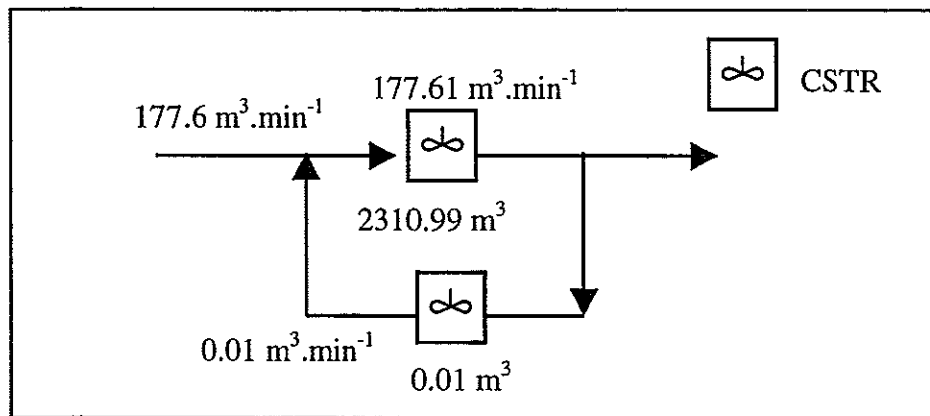 177.61 m³.min⁻¹
CSTR
177.6 m³.min⁻¹
2310.99 m³
0.01 m³.min⁻¹
0.01 m³